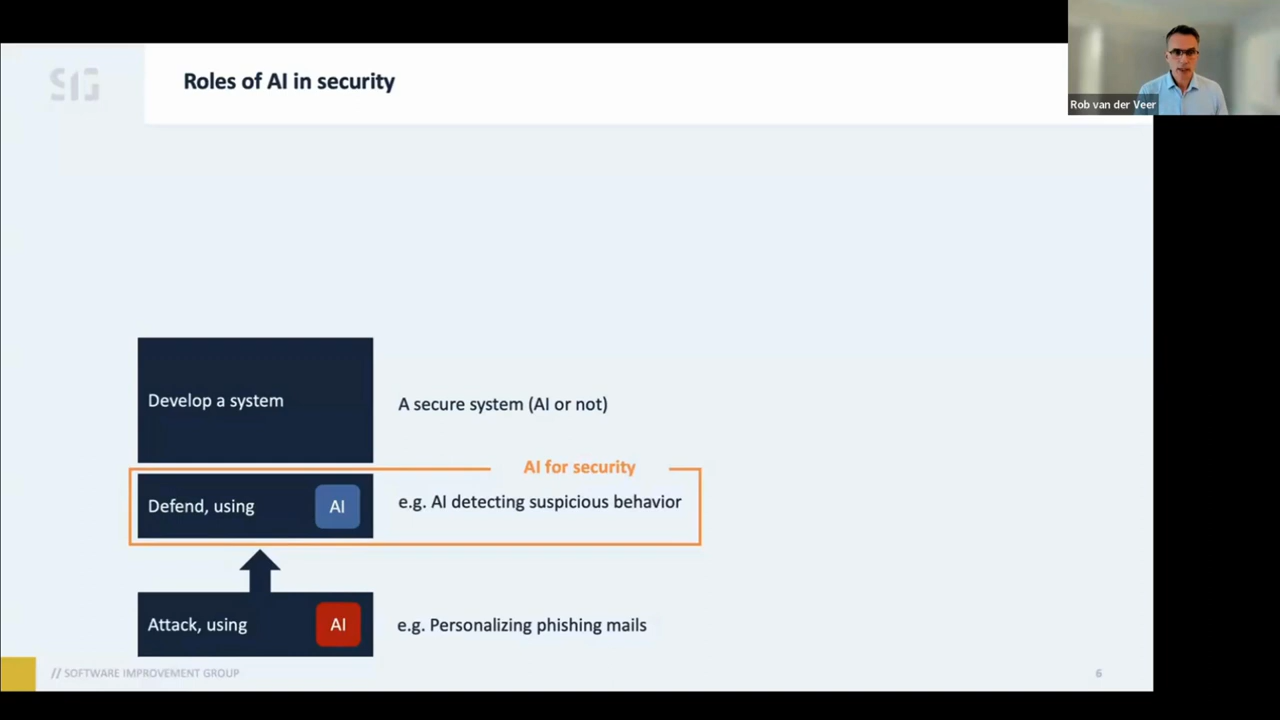 SIG
Roles of AI in security
Rob van der Veer
Develop a system
A secure system (AI or not)
AI for security
Defend, using
AI
e.g. AI detecting suspicious behavior
Attack, using
AI
e.g. Personalizing phishing mails
// SOFTWARE IMPROVEMENT GROUP
6